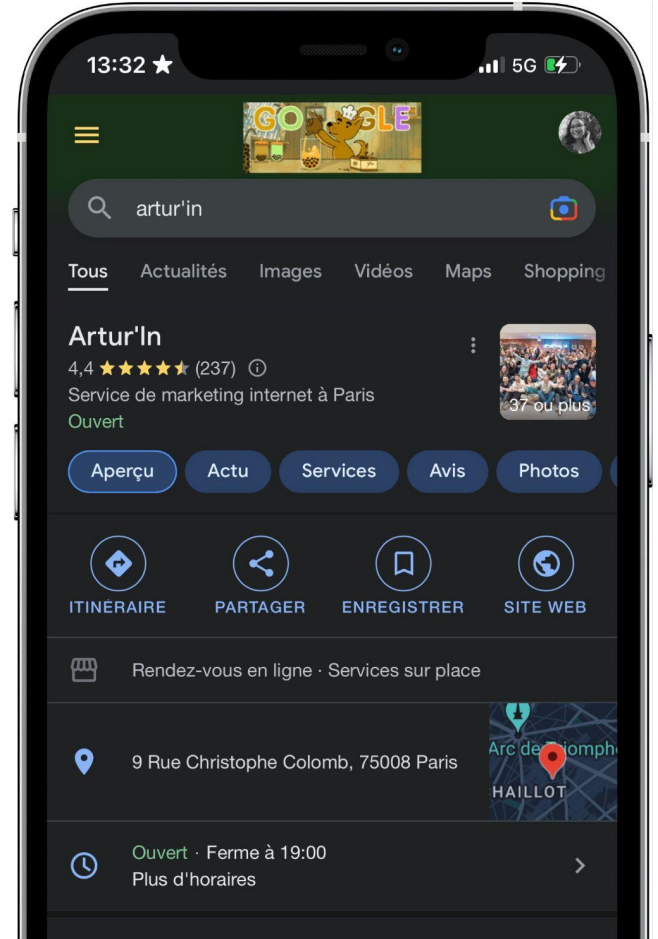 13:32 ★ 5G
GOOGLE
artur'in
Tous Actualités Images Vidéos Maps Shopping
Artur'In
4,4 ★★★★★ (237)
Service de marketing internet à Paris
Ouvert
37 ou plus
Aperçu Actu Services Avis Photos
ITINÉRAIRE PARTAGER ENREGISTRER SITE WEB
Rendez-vous en ligne · Services sur place
9 Rue Christophe Colomb, 75008 Paris
Arc de Triomphe
HAILLOT
Ouvert · Ferme à 19:00
Plus d'horaires